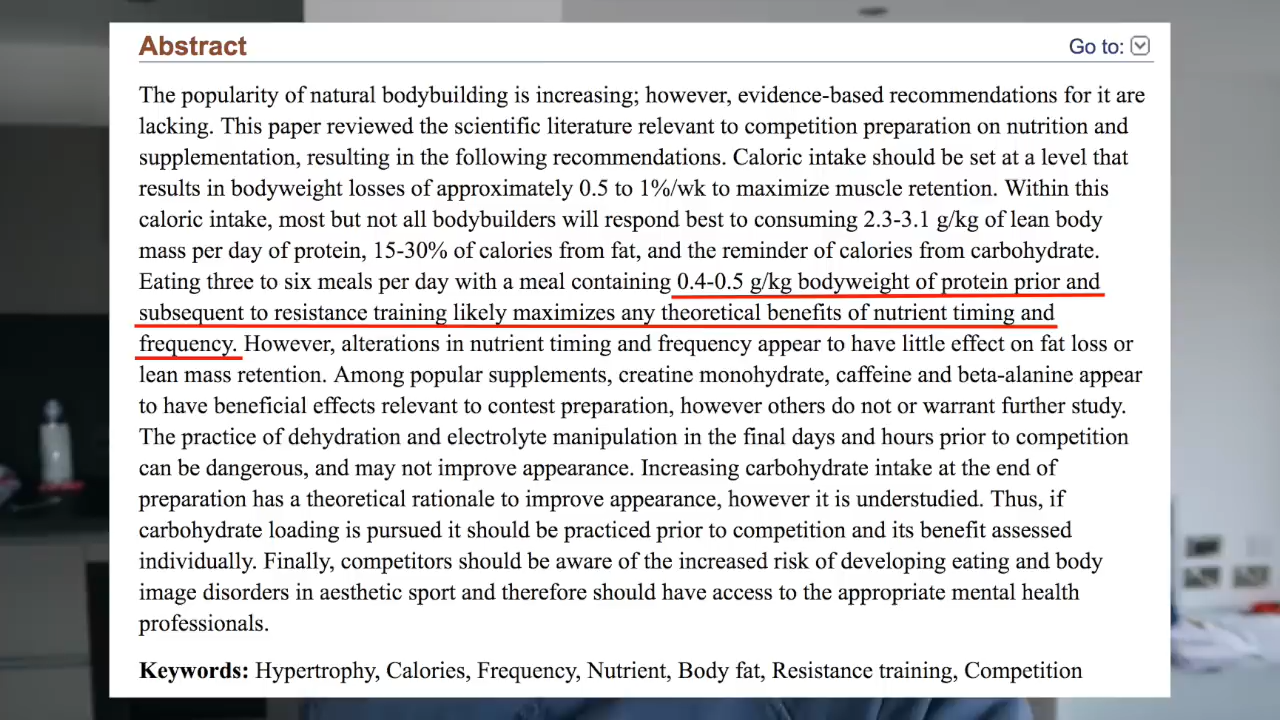 Abstract
Go to:
The popularity of natural bodybuilding is increasing; however, evidence-based recommendations for it are
lacking. This paper reviewed the scientific literature relevant to competition preparation on nutrition and
supplementation, resulting in the following recommendations. Caloric intake should be set at a level that
results in bodyweight losses of approximately 0.5 to 1%/wk to maximize muscle retention. Within this
caloric intake, most but not all bodybuilders will respond best to consuming 2.3-3.1 g/kg of lean body
mass per day of protein, 15-30% of calories from fat, and the reminder of calories from carbohydrate.
Eating three to six meals per day with a meal containing 0.4-0.5 g/kg bodyweight of protein prior and
subsequent to resistance training likely maximizes any theoretical benefits of nutrient timing and
frequency. However, alterations in nutrient timing and frequency appear to have little effect on fat loss or
lean mass retention. Among popular supplements, creatine monohydrate, caffeine and beta-alanine appear
to have beneficial effects relevant to contest preparation, however others do not or warrant further study.
The practice of dehydration and electrolyte manipulation in the final days and hours prior to competition
can be dangerous, and may not improve appearance. Increasing carbohydrate intake at the end of
preparation has a theoretical rationale to improve appearance, however it is understudied. Thus, if
carbohydrate loading is pursued it should be practiced prior to competition and its benefit assessed
individually. Finally, competitors should be aware of the increased risk of developing eating and body
image disorders in aesthetic sport and therefore should have access to the appropriate mental health
professionals.
Keywords: Hypertrophy, Calories, Frequency, Nutrient, Body fat, Resistance training, Competition